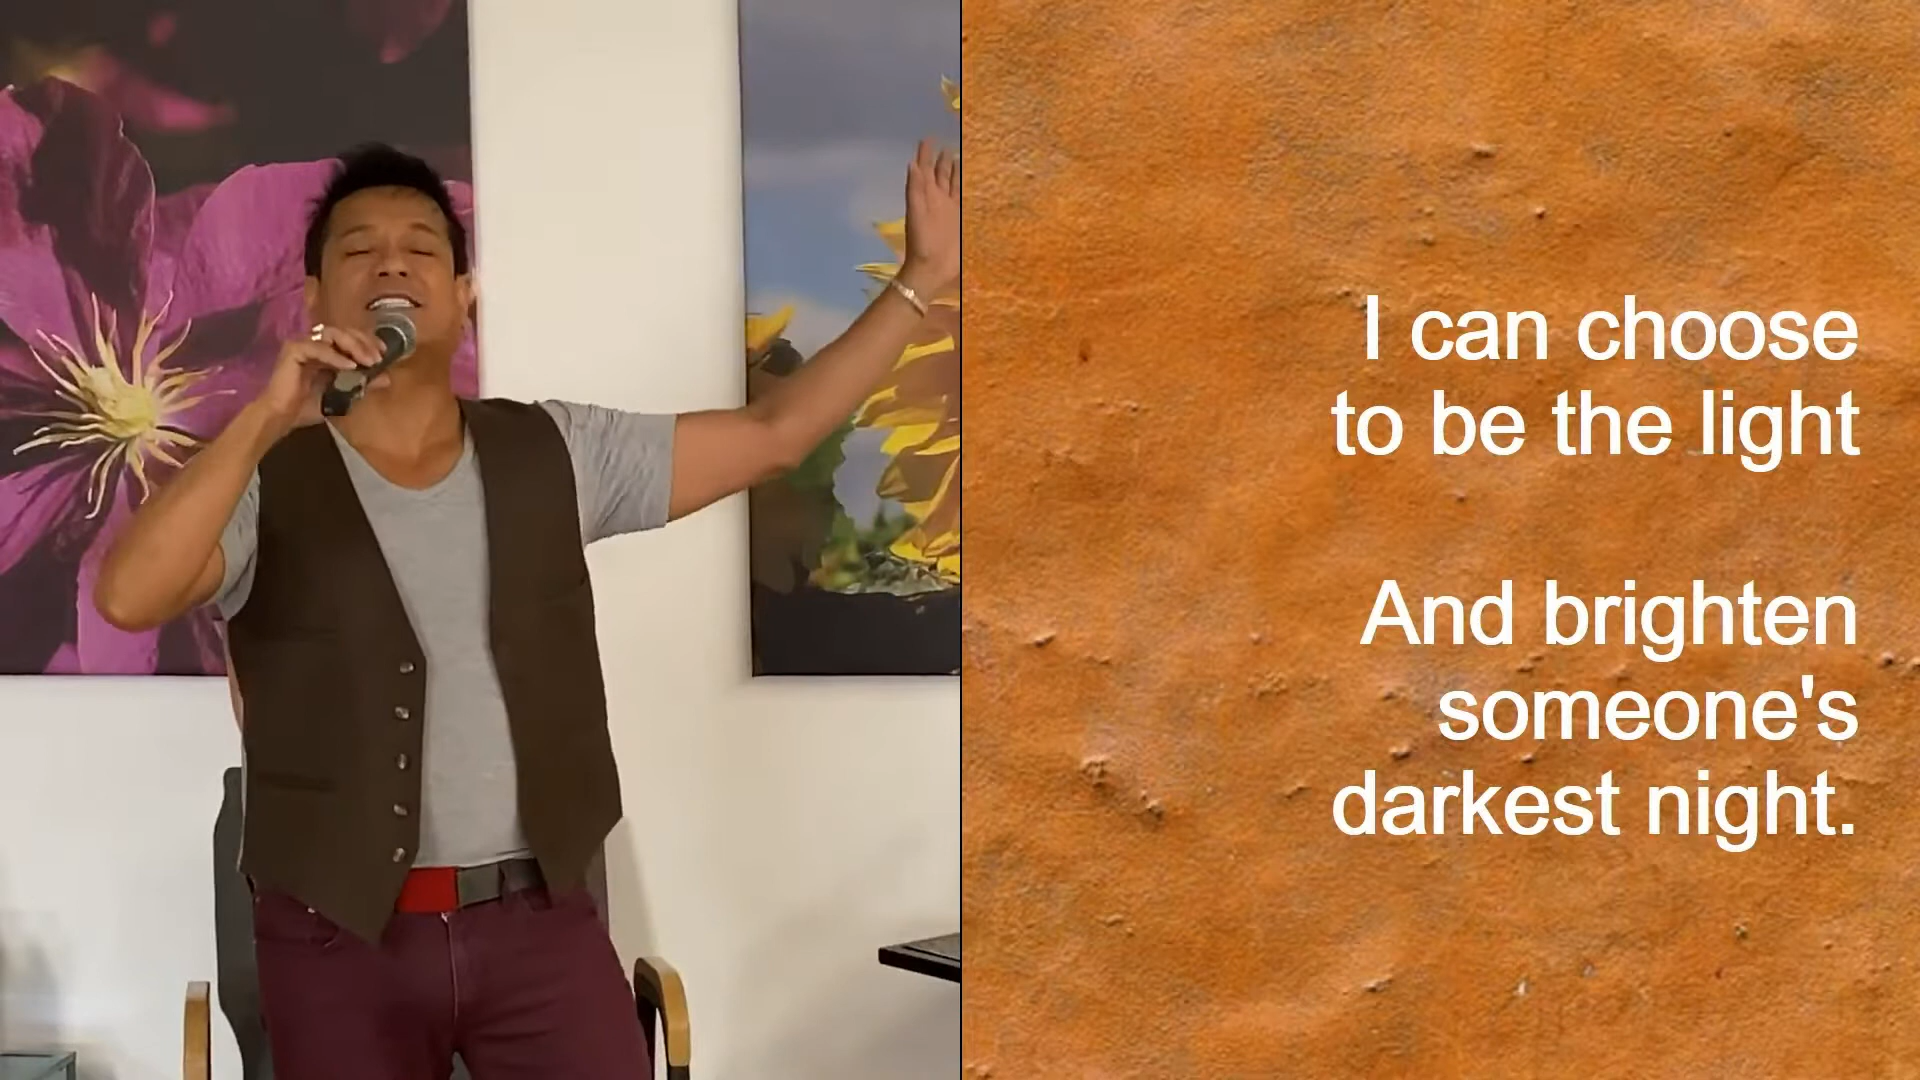 I can choose
to be the light
And brighten
someone's
darkest night.